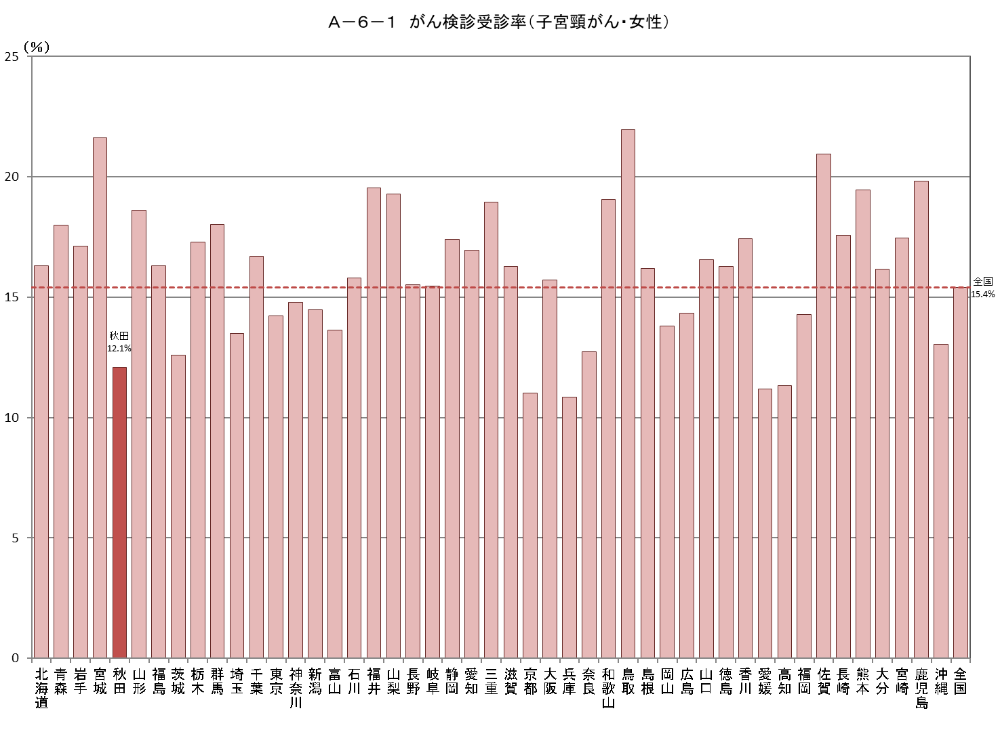 A－6－1　がん検診受診率（子宮頸がん・女性）
（％）
25
20
15
10
5
0
秋田
12.1%
全国
15.4%
北海道
青森
岩手
宮城
秋田
山形
福島
茨城
栃木
群馬
埼玉
千葉
東京
神奈川
新潟
富山
石川
福井
山梨
長野
岐阜
静岡
愛知
三重
滋賀
京都
大阪
兵庫
奈良
和歌山
鳥取
島根
岡山
広島
山口
徳島
香川
愛媛
高知
福岡
佐賀
長崎
熊本
大分
宮崎
鹿児島
沖縄
全国